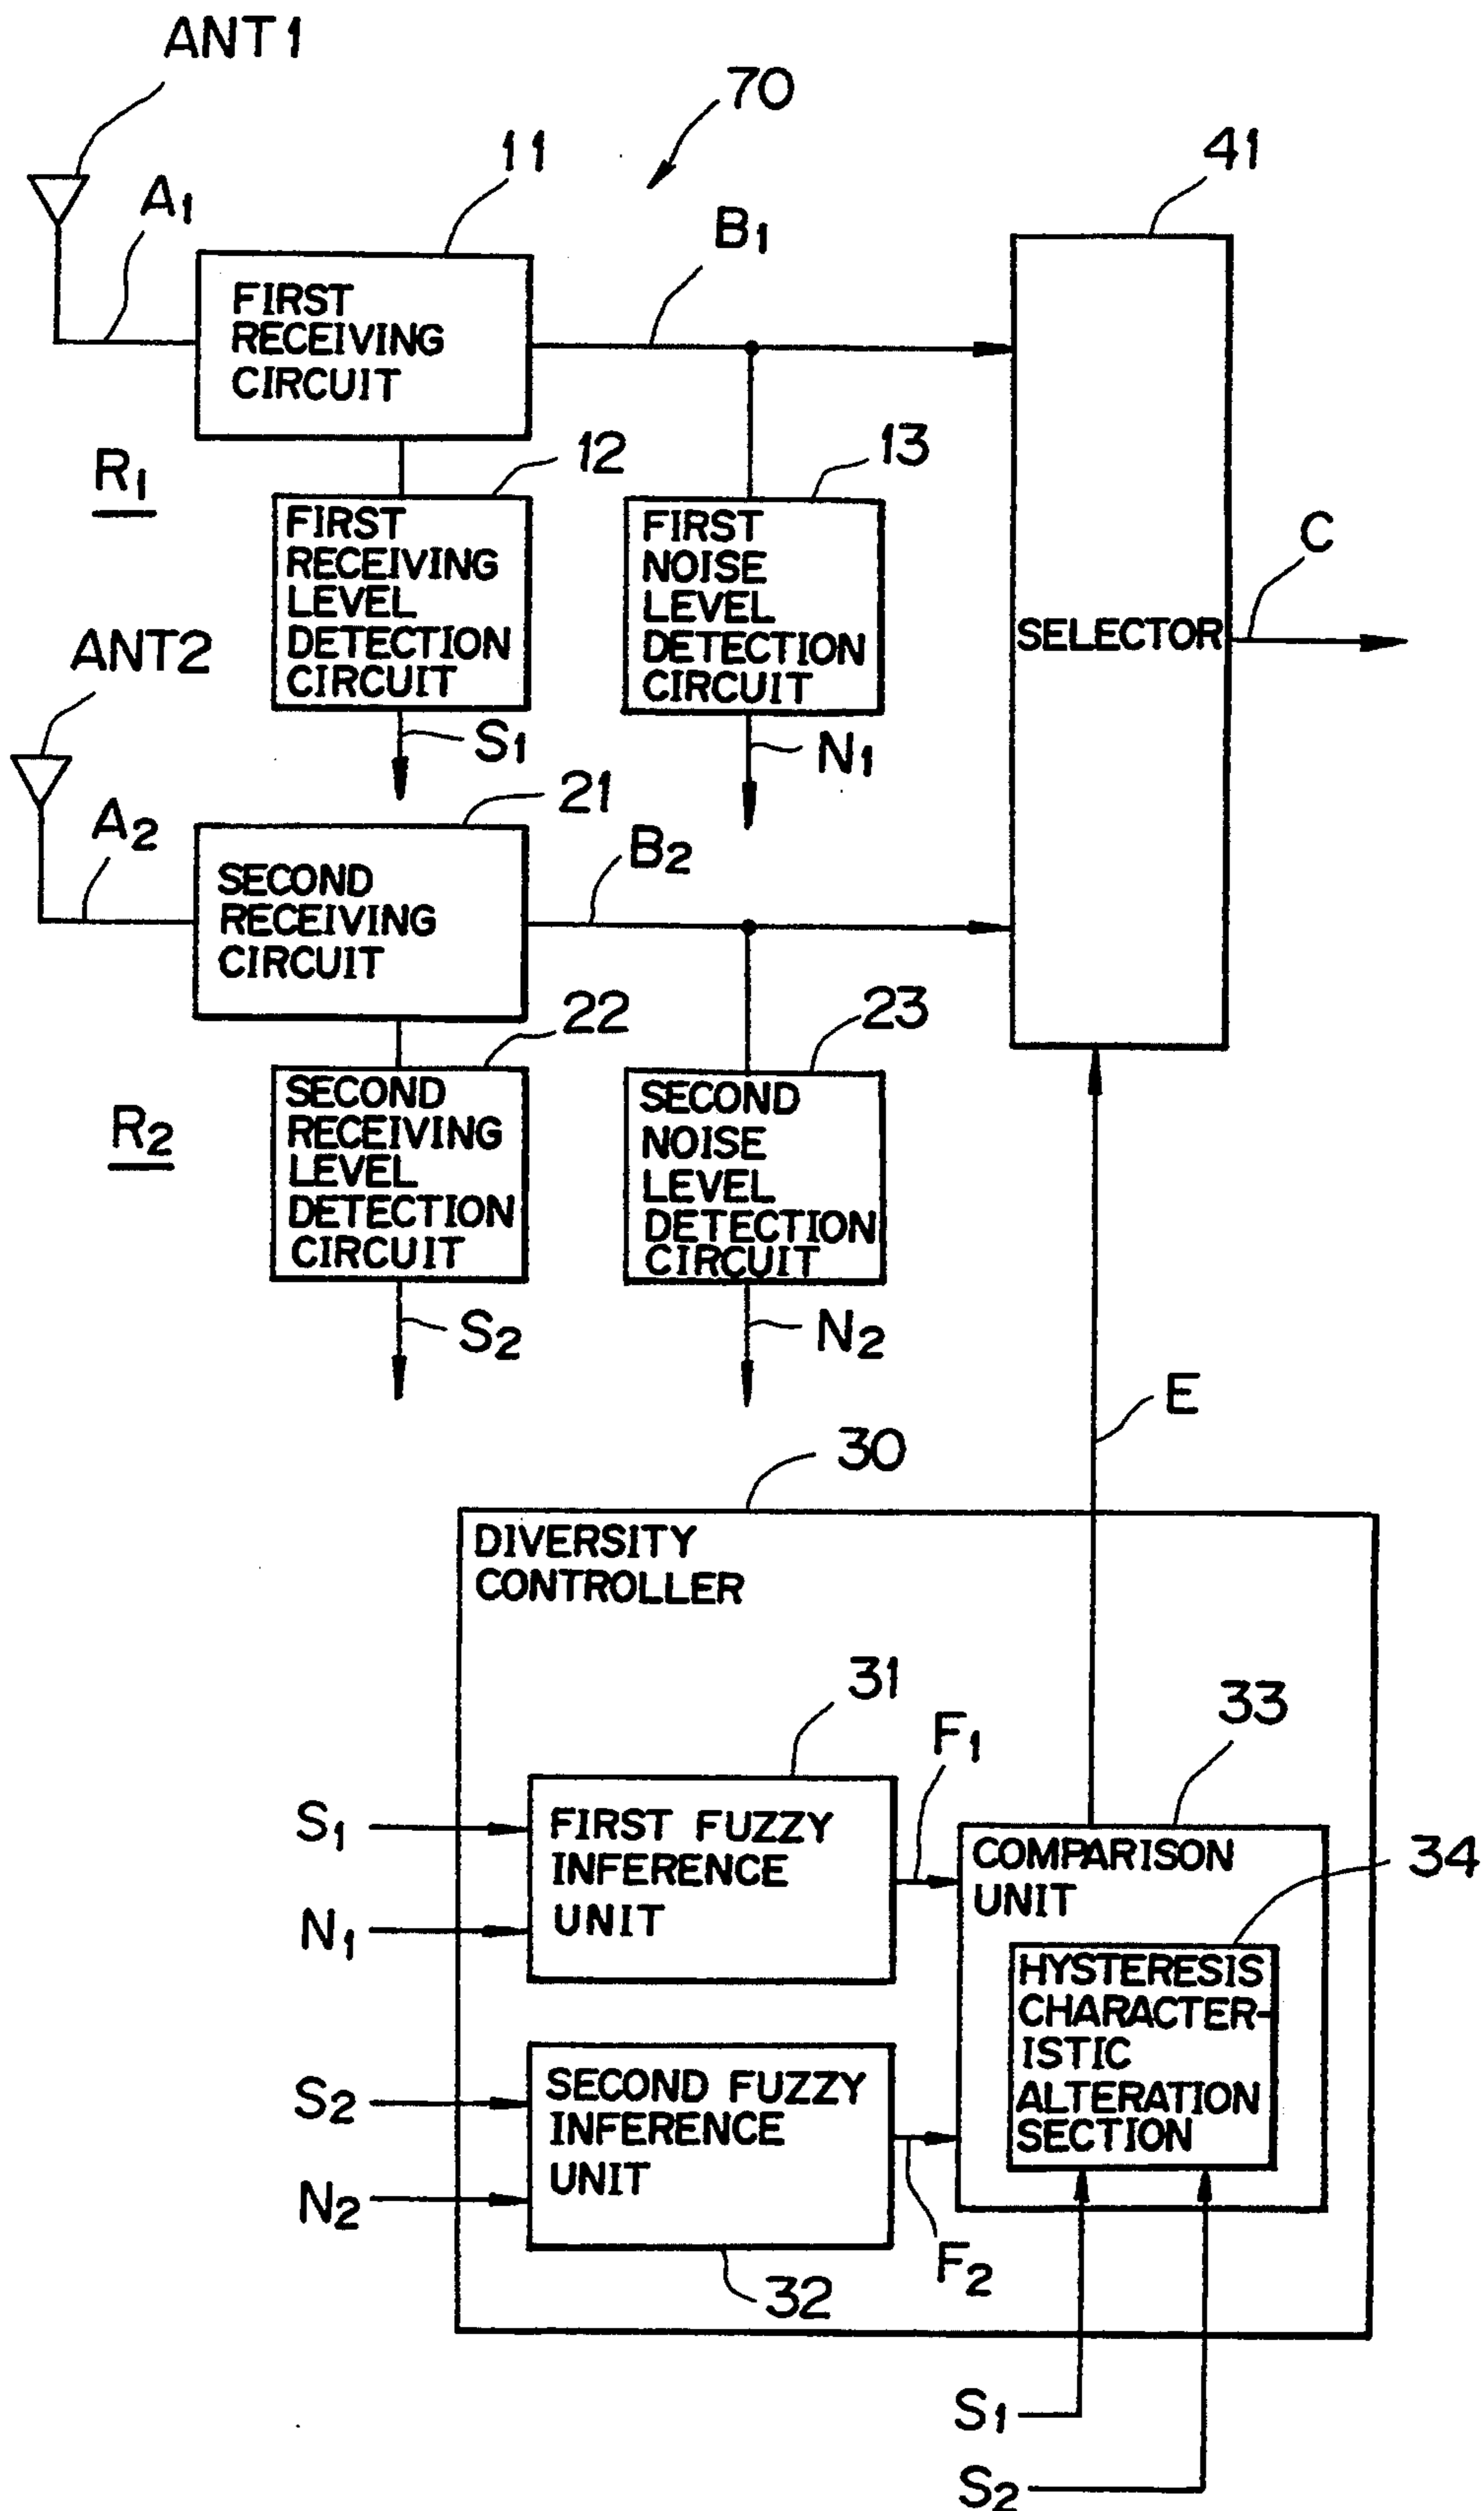 ANT1
70
11
41
A1
B1
FIRST
RECEIVING
CIRCUIT
R1
12
13
FIRST
RECEIVING
LEVEL
DETECTION
CIRCUIT
FIRST
NOISE
LEVEL
DETECTION
CIRCUIT
C
SELECTOR
ANT2
S1
N1
21
A2
B2
SECOND
RECEIVING
CIRCUIT
22
23
R2
SECOND
RECEIVING
LEVEL
DETECTION
CIRCUIT
SECOND
NOISE
LEVEL
DETECTION
CIRCUIT
S2
N2
E
30
DIVERSITY
CONTROLLER
31
F1
33
S1
N1
FIRST FUZZY
INFERENCE
UNIT
COMPARISON
UNIT
34
HYSTERESIS
CHARACTER-
ISTIC
ALTERATION
SECTION
S2
N2
SECOND FUZZY
INFERENCE
UNIT
F2
32
S1
S2